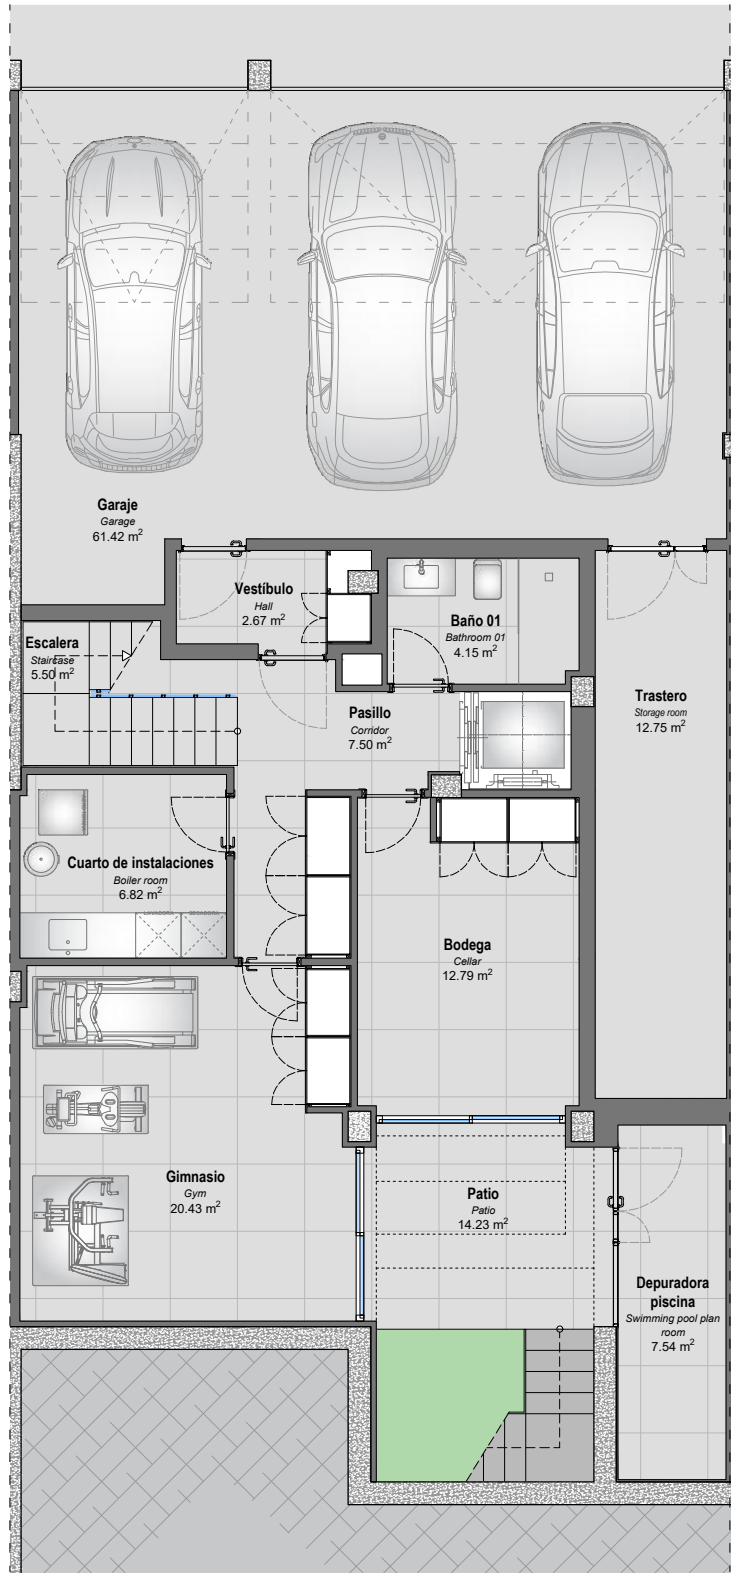 Garaje
Garage
61.42 m²
Vestíbulo
Hall
2.67 m²
Baño 01
Bathroom 01
4.15 m²
Escalera
Staircase
5.50 m²
Pasillo
Corridor
7.50 m²
Trastero
Storage room
12.75 m²
Cuarto de instalaciones
Boiler room
6.82 m²
LAVADORA
SECADORA
Bodega
Cellar
12.79 m²
Gimnasio
Gym
20.43 m²
Patio
Patio
14.23 m²
Depuradora
piscina
Swimming pool plan
room
7.54 m²